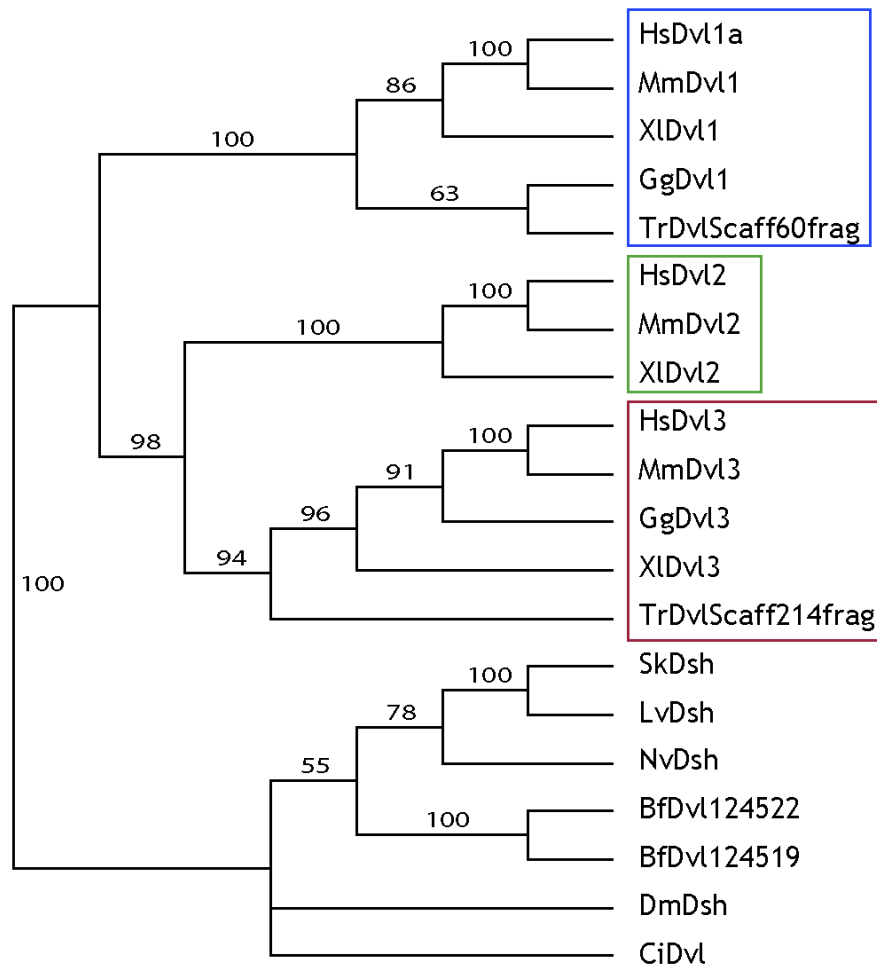 HsDvl1a
100
MmDvl1
86
XlDvl1
100
GgDvl1
63
TrDvlScaff60frag
HsDvl2
100
MmDvl2
100
XlDvl2
HsDvl3
98
100
MmDvl3
91
GgDvl3
96
XlDvl3
94
100
TrDvlScaff214frag
SkDsh
100
LvDsh
78
NvDsh
55
BfDvl124522
100
BfDvl124519
DmDsh
CiDvl